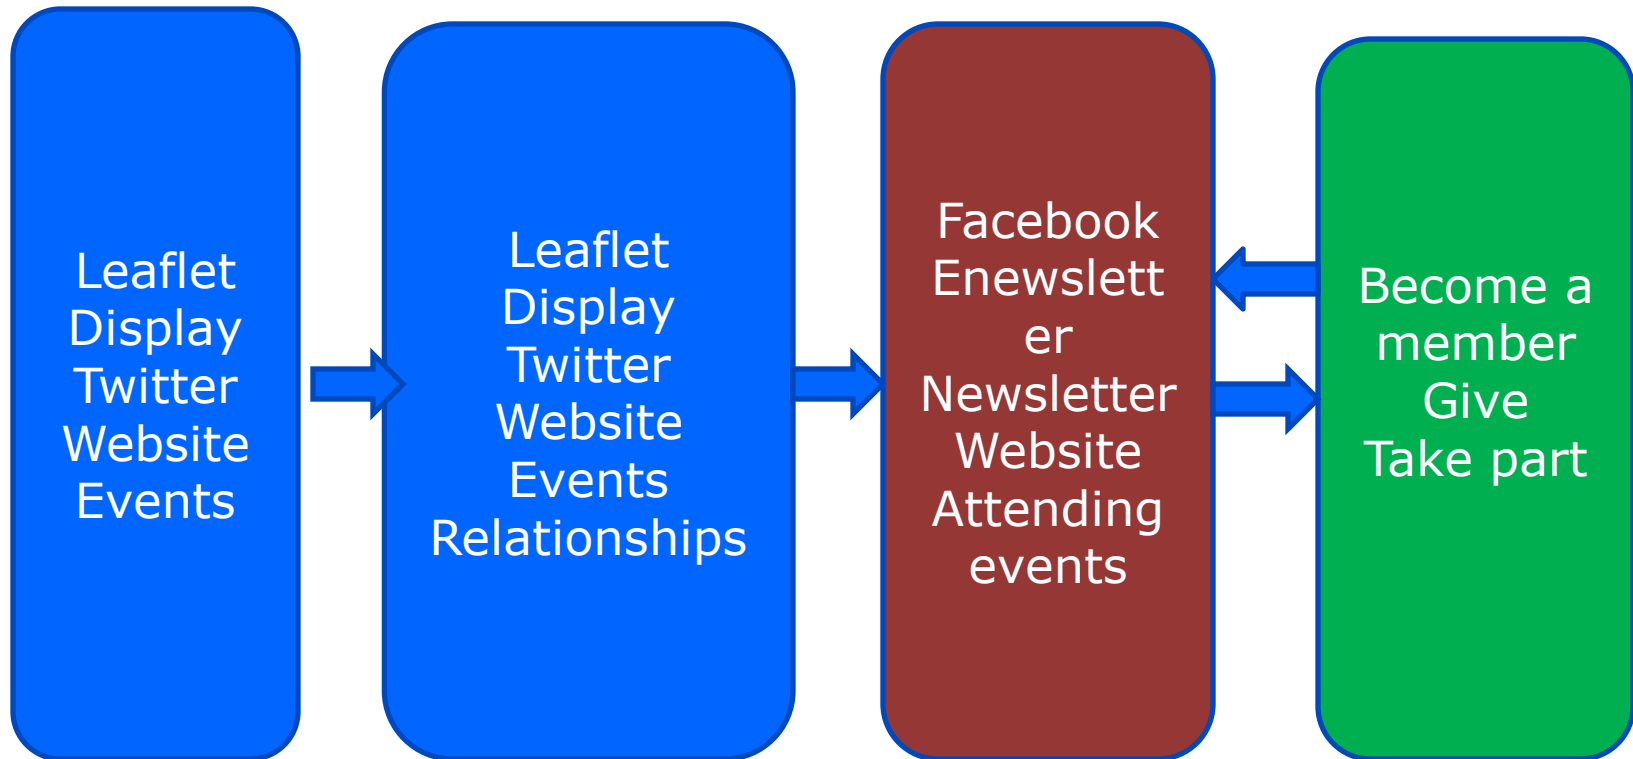 Leaflet
Display
Twitter
Website
Events
Leaflet
Display
Twitter
Website
Events
Relationships
Facebook
Enewslett
er
Newsletter
Website
Attending
events
Become a
member
Give
Take part